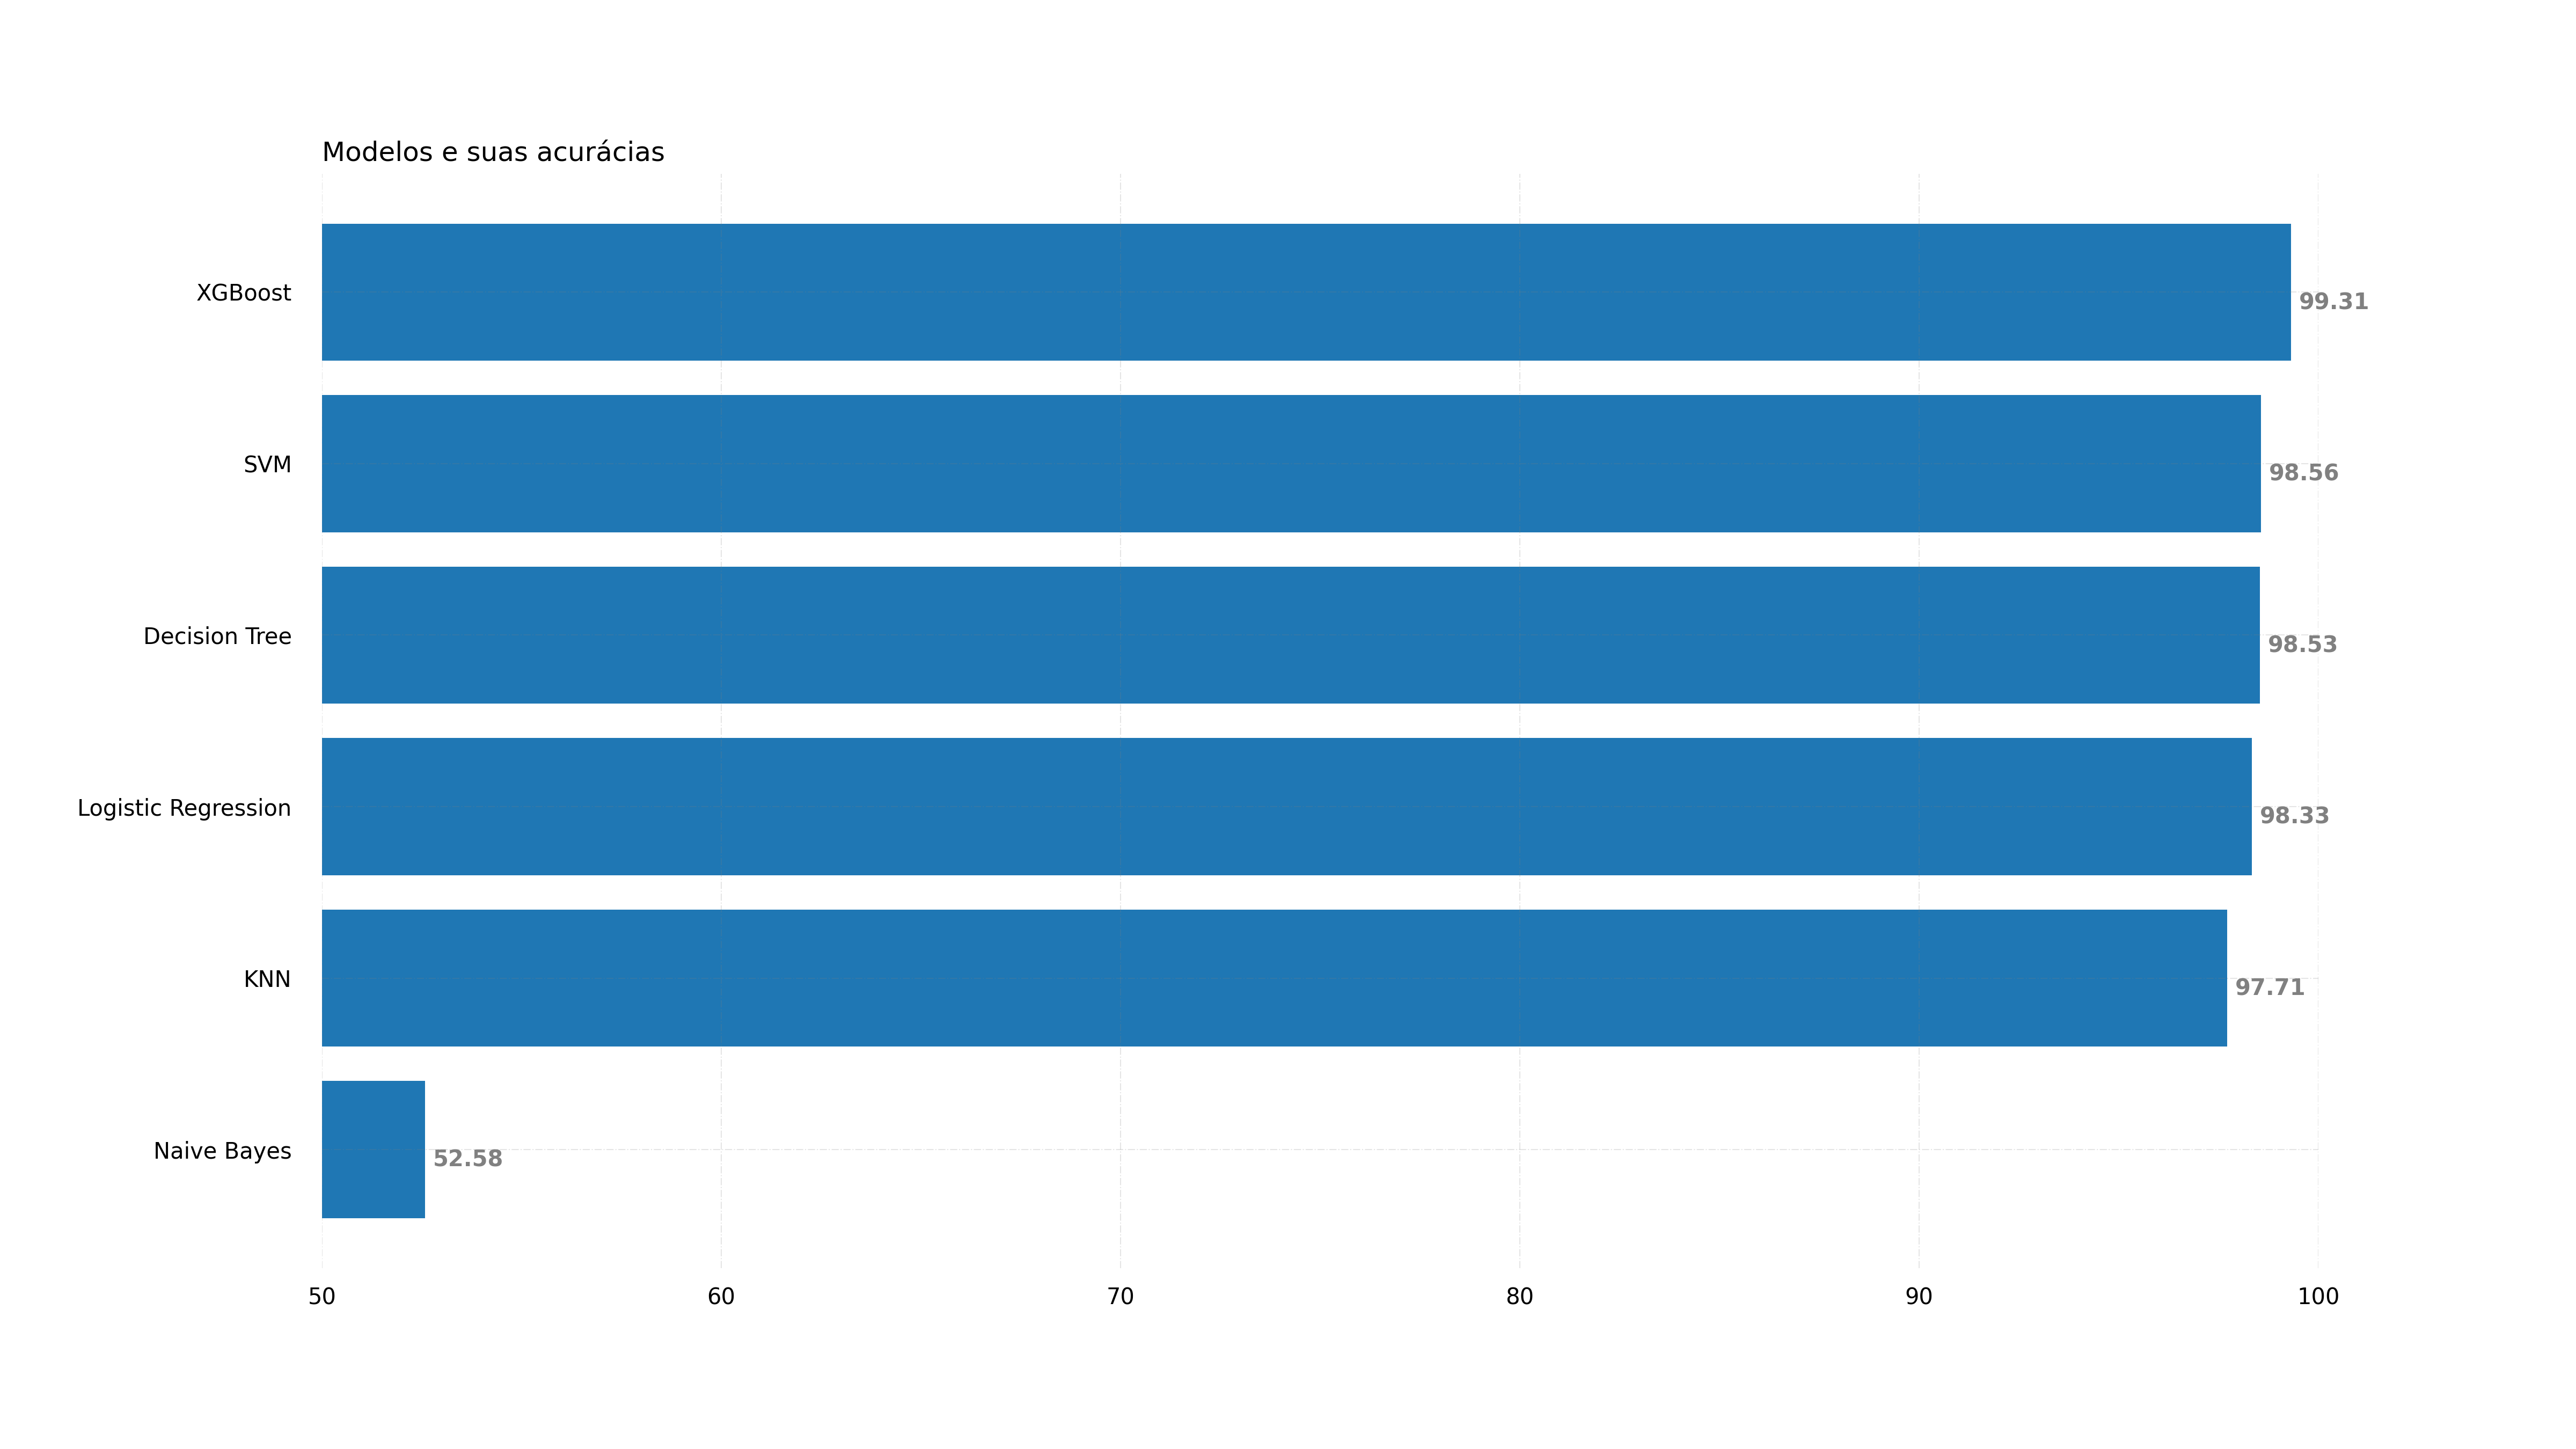 Modelos e suas acurácias
XGBoost
99.31
SVM
98.56
Decision Tree
98.53
Logistic Regression
98.33
KNN
97.71
Naive Bayes
52.58
50 60 70 80 90 100